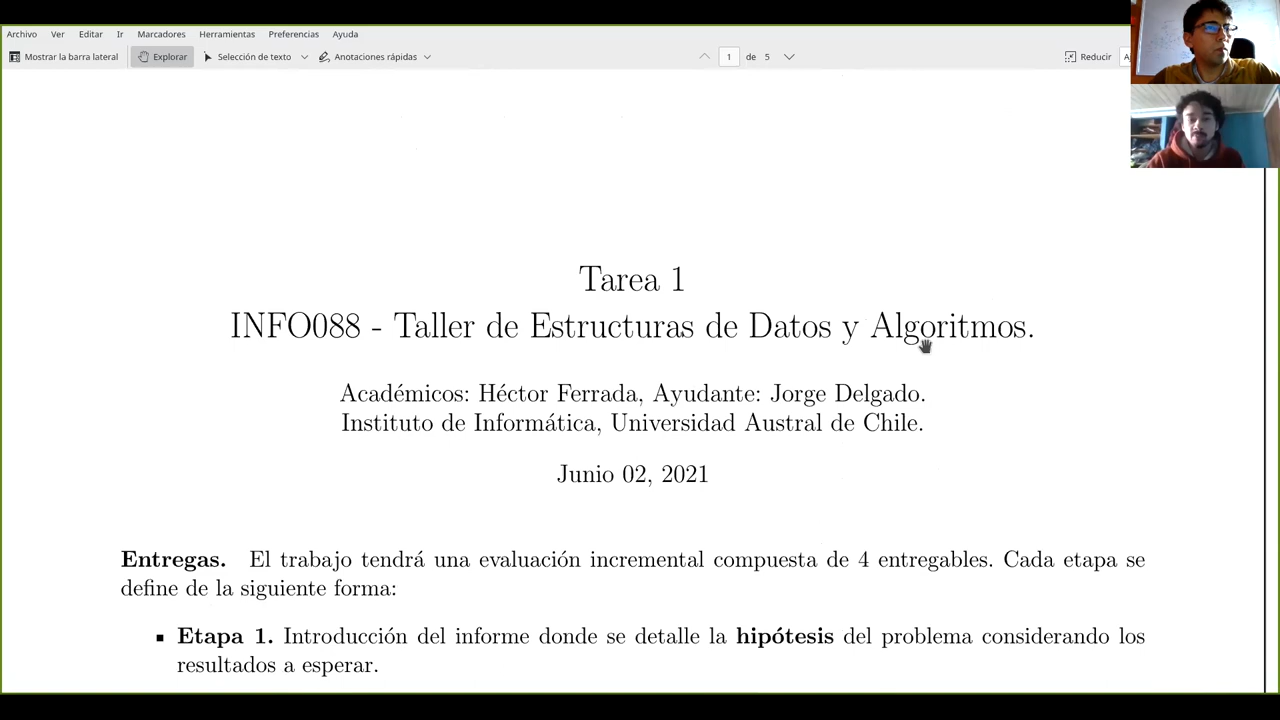 Archivo Ver Editar Ir Marcadores Herramientas Preferencias Ayuda
Mostrar la barra lateral Explorar Selección de texto Anotaciones rápidas 1 de 5 Reducir
Tarea 1
INFO088 - Taller de Estructuras de Datos y Algoritmos.
Académicos: Héctor Ferrada, Ayudante: Jorge Delgado.
Instituto de Informática, Universidad Austral de Chile.
Junio 02, 2021
Entregas. El trabajo tendrá una evaluación incremental compuesta de 4 entregables. Cada etapa se
define de la siguiente forma:
Etapa 1. Introducción del informe donde se detalle la hipótesis del problema considerando los
resultados a esperar.